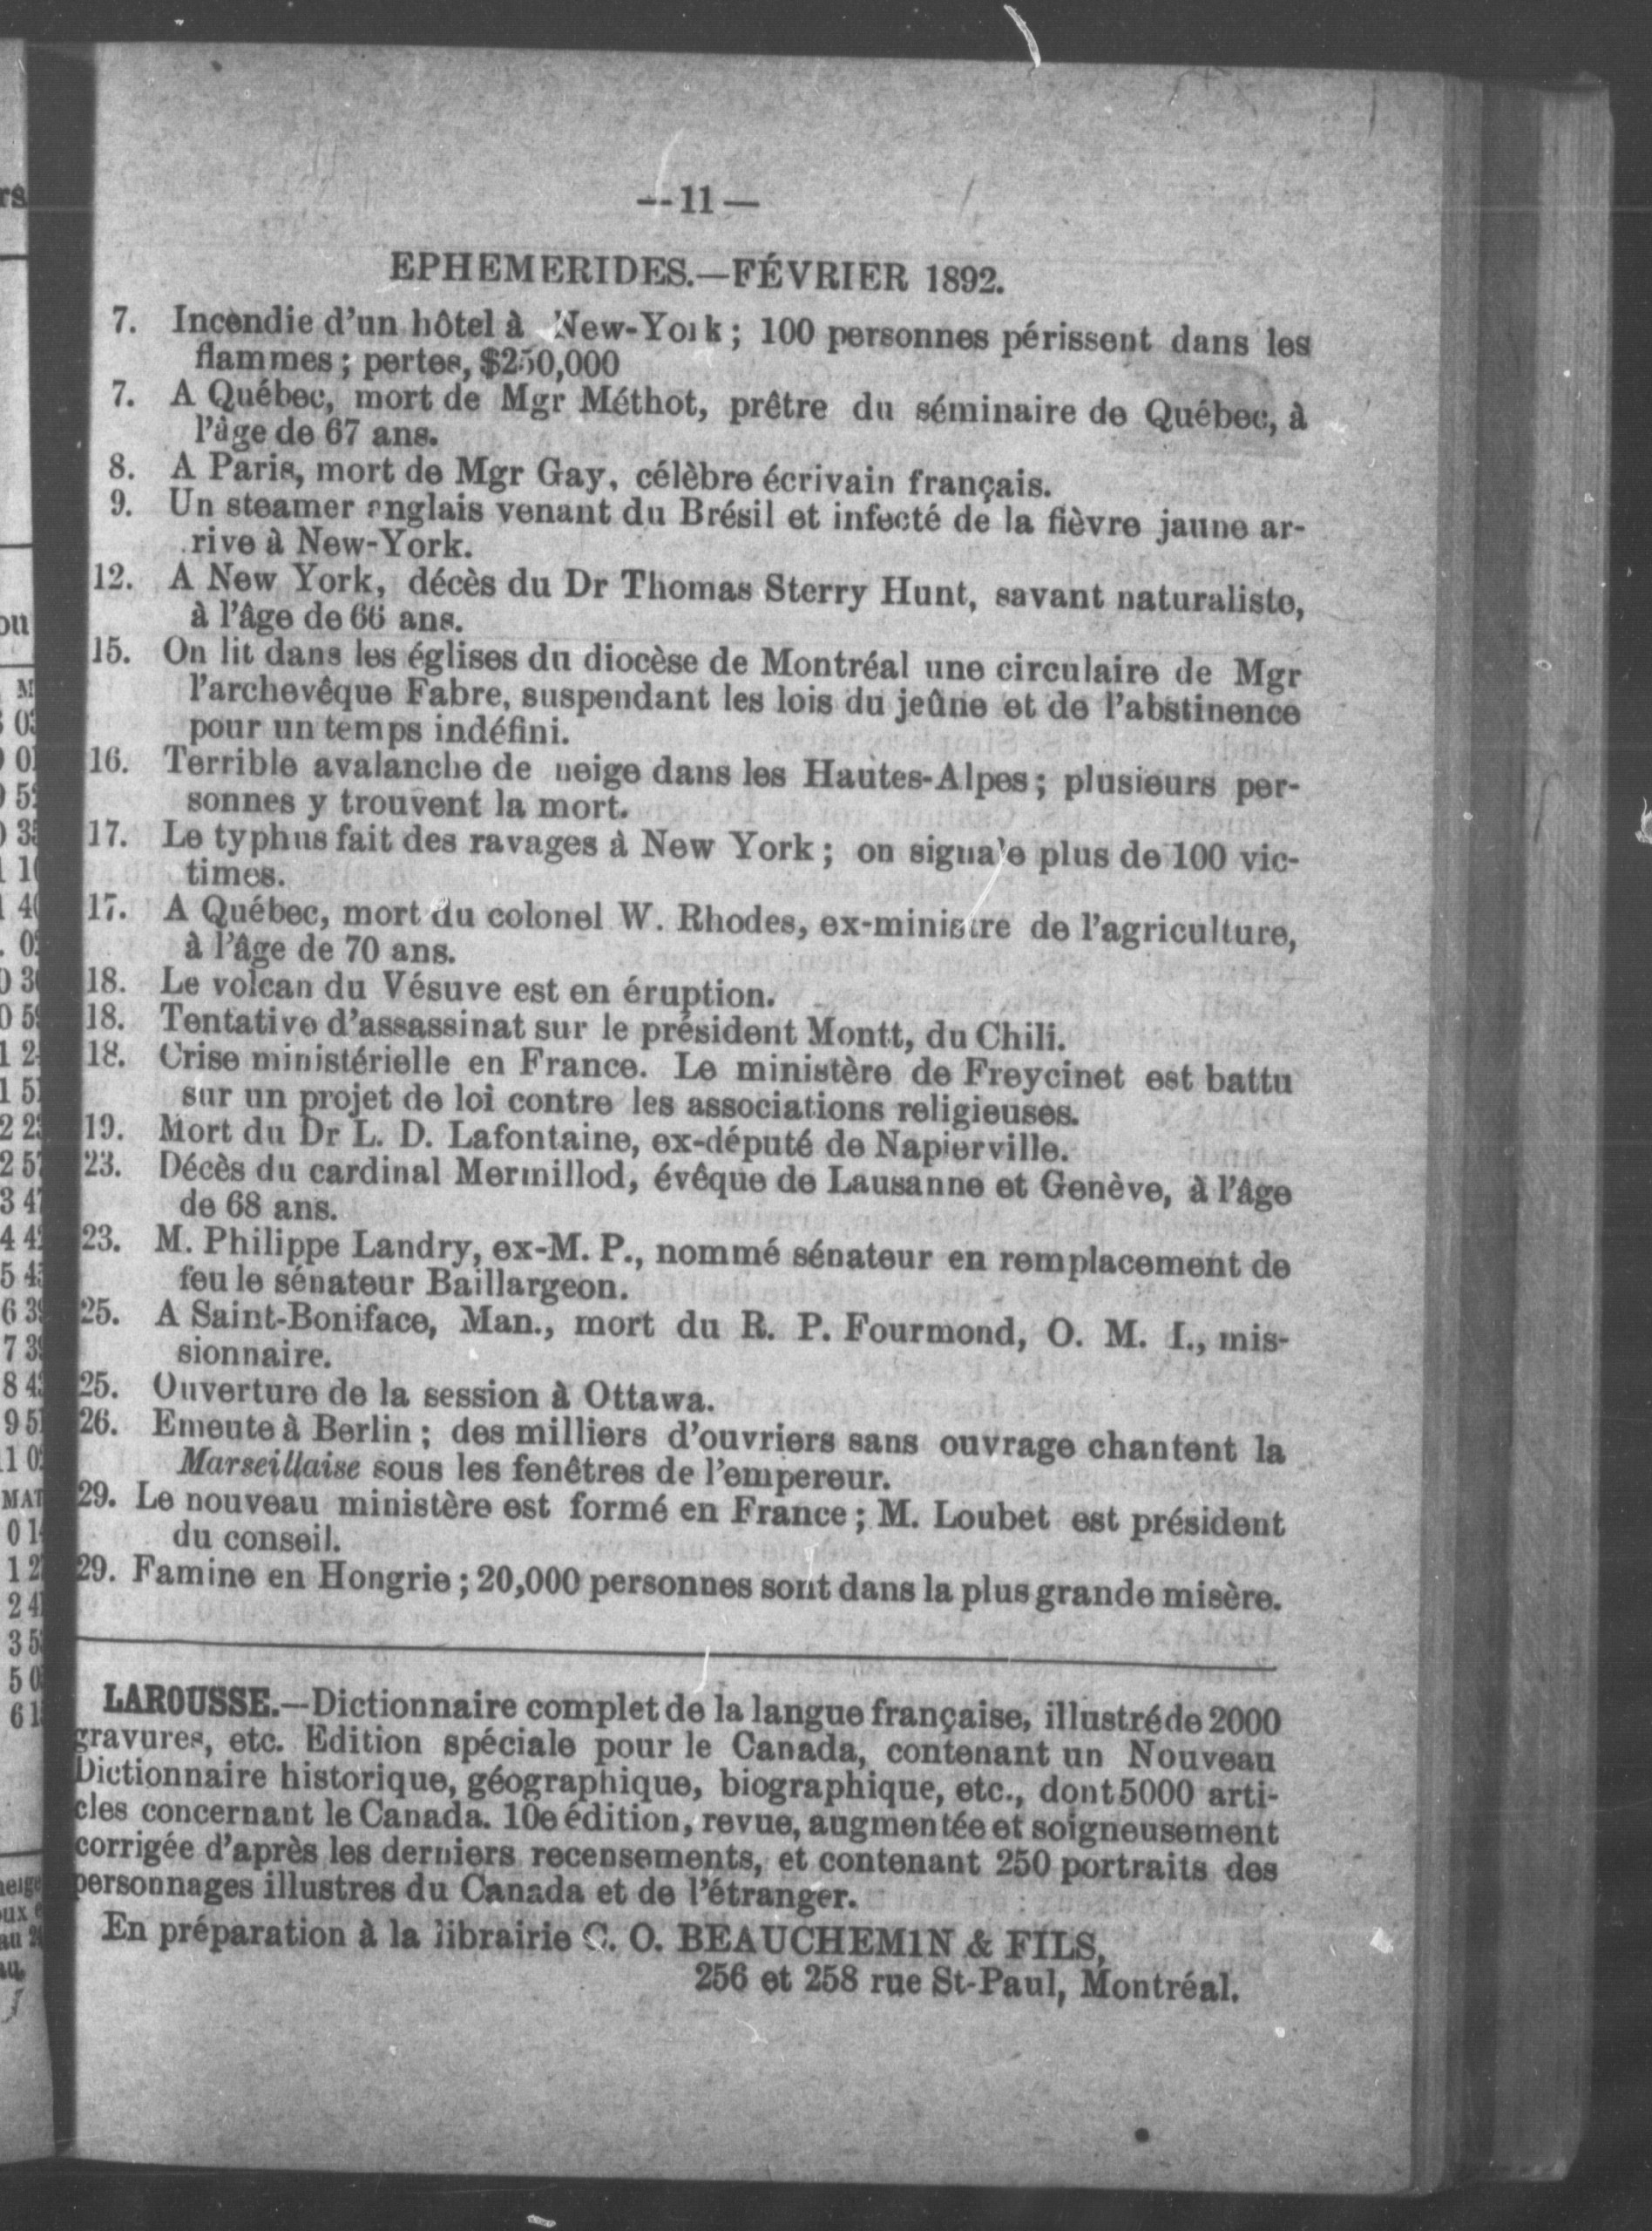 —11—
EPHEMERIDES.—FÉVRIER 1892.
7. Incendie d'un hôtel à New-York; 100 personnes périssent dans les
flammes; pertes, $250,000
7. A Québec, mort de Mgr Méthot, prêtre du séminaire de Québec, à
l'âge de 67 ans.
8. A Paris, mort de Mgr Gay, célèbre écrivain français.
9. Un steamer anglais venant du Brésil et infecté de la fièvre jaune ar-
rive à New-York.
12. A New York, décès du Dr Thomas Sterry Hunt, savant naturaliste,
à l'âge de 66 ans.
15. On lit dans les églises du diocèse de Montréal une circulaire de Mgr
l'archevêque Fabre, suspendant les lois du jeûne et de l'abstinence
pour un temps indéfini.
16. Terrible avalanche de neige dans les Hautes-Alpes; plusieurs per-
sonnes y trouvent la mort.
17. Le typhus fait des ravages à New York; on signale plus de 100 vic-
times.
17. A Québec, mort du colonel W. Rhodes, ex-ministre de l'agriculture,
à l'âge de 70 ans.
18. Le volcan du Vésuve est en éruption.
18. Tentative d'assassinat sur le président Montt, du Chili.
18. Crise ministérielle en France. Le ministère de Freycinet est battu
sur un projet de loi contre les associations religieuses.
19. Mort du Dr L. D. Lafontaine, ex-député de Napierville.
23. Décès du cardinal Mermillod, évêque de Lausanne et Genève, à l'âge
de 68 ans.
23. M. Philippe Landry, ex-M. P., nommé sénateur en remplacement de
feu le sénateur Baillargeon.
25. A Saint-Boniface, Man., mort du R. P. Fourmond, O. M. I., mis-
sionnaire.
25. Ouverture de la session à Ottawa.
26. Emeute à Berlin; des milliers d'ouvriers sans ouvrage chantent la
Marseillaise sous les fenêtres de l'empereur.
29. Le nouveau ministère est formé en France; M. Loubet est président
du conseil.
29. Famine en Hongrie; 20,000 personnes sont dans la plus grande misère.
LAROUSSE.—Dictionnaire complet de la langue française, illustré de 2000
gravures, etc. Edition spéciale pour le Canada, contenant un Nouveau
Dictionnaire historique, géographique, biographique, etc., dont 5000 arti-
cles concernant le Canada. 10e édition, revue, augmentée et soigneusement
corrigée d'après les derniers recensements, et contenant 250 portraits des
personnages illustres du Canada et de l'étranger.
En préparation à la librairie C. O. BEAUCHEMIN & FILS,
256 et 258 rue St-Paul, Montréal.